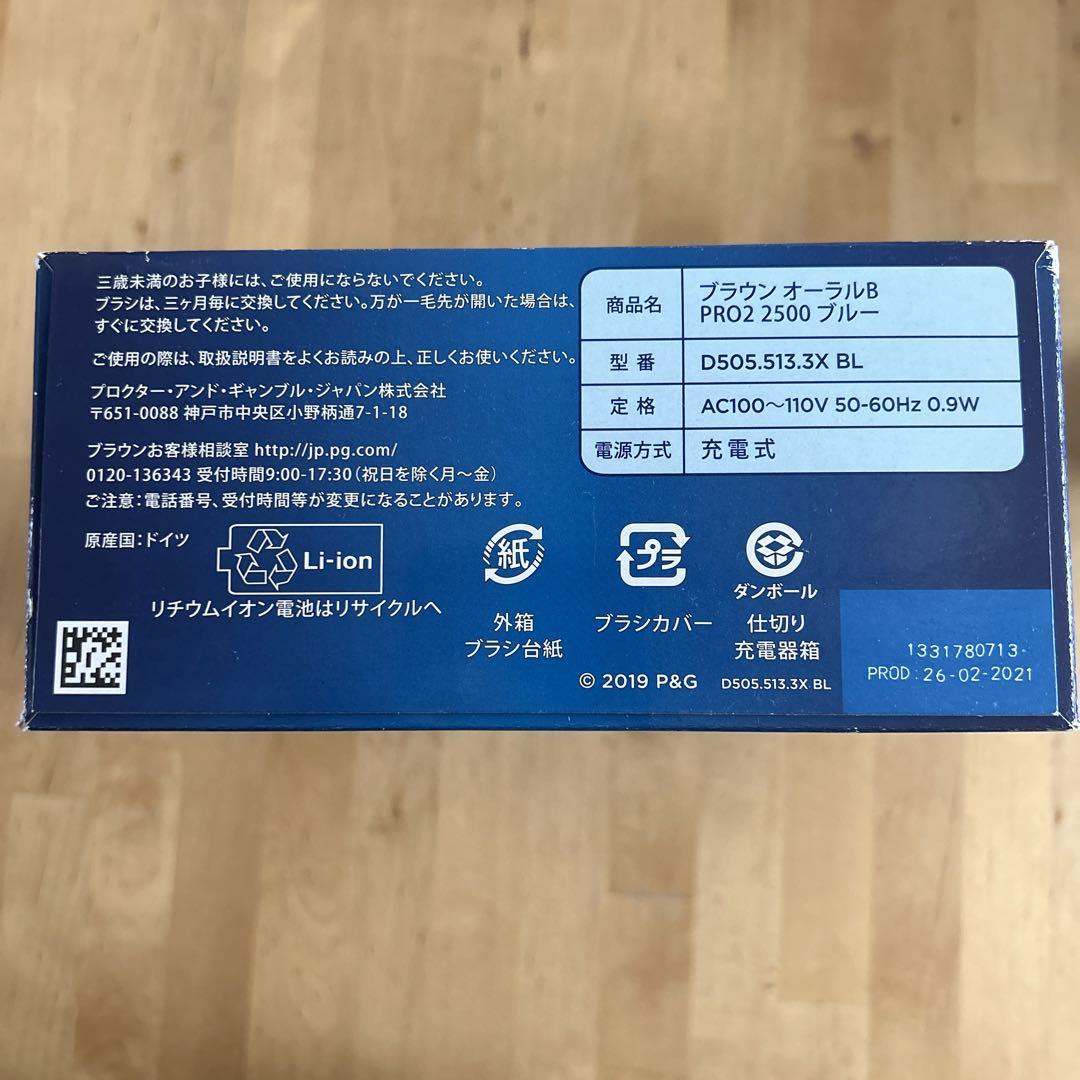 三歳未満のお子様には、ご使用にならないでください。
ブラシは、三ヶ月毎に交換してください。万が一毛先が開いた場合は、
すぐに交換してください。
ご使用の際は、取扱説明書をよくお読みの上、正しくお使いください。
プロクター・アンド・ギャンブル・ジャパン株式会社
〒651-0088 神戸市中央区小野柄通7-1-18
ブラウンお客様相談室 http://jp.pg.com/
0120-136343 受付時間9:00-17:30(祝日を除く月〜金)
ご注意:電話番号、受付時間等が変更になることがあります。
商品名 ブラウン オーラルB
PRO2 2500 ブルー
型番 D505.513.3X BL
定格 AC100〜110V 50-60Hz 0.9W
電源方式 充電式
原産国:ドイツ
Li-ion
リチウムイオン電池はリサイクルへ
紙
外箱
ブラシ台紙
プラ
ブラシカバー
ダンボール
仕切り
充電器箱
© 2019 P&G
D505.513.3X BL
1331780713-
PROD:26-02-2021